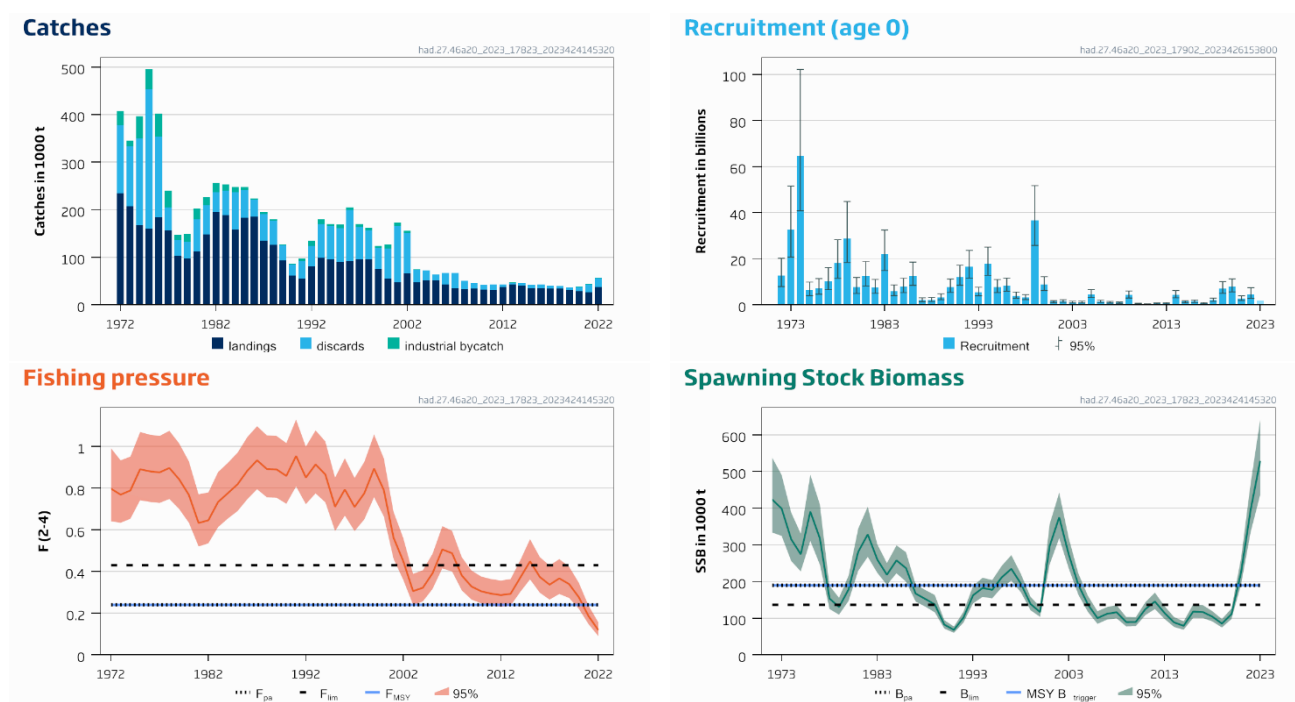 Catches
had.27.46a20_2023_17823_2023424145320
Catches in 1000 t
500
400
300
200
100
0
1972
1982
1992
2002
2012
2022
landings
discards
industrial bycatch
Recruitment (age 0)
had.27.46a20_2023_17902_2023426153800
Recruitment in billions
100
80
60
40
20
0
1973
1983
1993
2003
2013
2023
Recruitment
95%
Fishing pressure
had.27.46a20_2023_17823_2023424145320
F (2-4)
1
0.8
0.6
0.4
0.2
0
1972
1982
1992
2002
2012
2022
Fpa
Flim
FMSY
95%
Spawning Stock Biomass
had.27.46a20_2023_17823_2023424145320
SSB in 1000 t
600
500
400
300
200
100
0
1973
1983
1993
2003
2013
2023
Bpa
Blim
MSY B trigger
95%